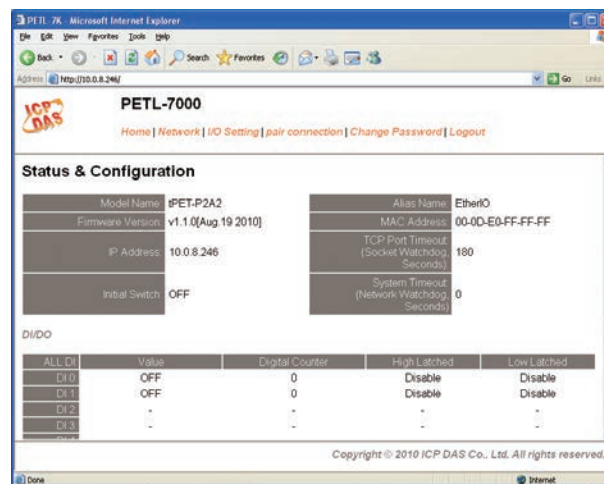 PETL-7K - Microsoft Internet Explorer
File Edit View Favorites Tools Help
Back Search Favorites
Address http://10.0.8.246/ Go Links
ICP DAS
PETL-7000
Home | Network | I/O Setting | pair connection | Change Password | Logout
Status & Configuration
Model Name tPET-P2A2 Alias Name EtherIO
Firmware Version v1.1.0[Aug.19 2010] MAC Address 00-0D-E0-FF-FF-FF
IP Address 10.0.8.246 TCP Port Timeout (Socket Watchdog, Seconds) 180
Initial Switch OFF System Timeout (Network Watchdog, Seconds) 0
DI/DO
ALL DI Value Digital Counter High Latched Low Latched
DI 0 OFF 0 Disable Disable
DI 1 OFF 0 Disable Disable
DI 2 - - - -
DI 3 - - - -
Copyright © 2010 ICP DAS Co., Ltd. All rights reserved.
Done Internet